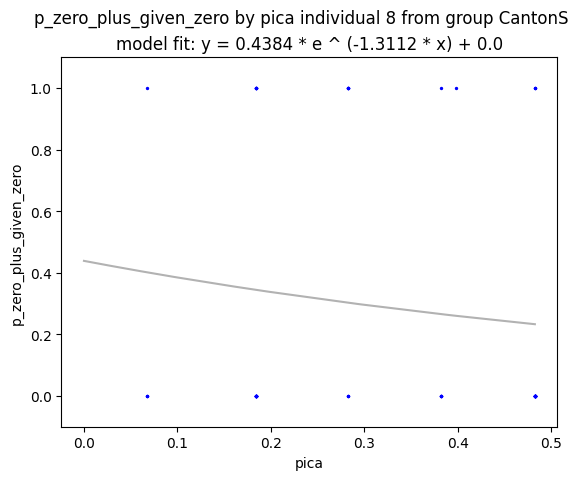 p_zero_plus_given_zero by pica individual 8 from group CantonS
model fit: y = 0.4384 * e ^ (-1.3112 * x) + 0.0
1.0
0.8
0.6
0.4
0.2
0.0
p_zero_plus_given_zero
0.0 0.1 0.2 0.3 0.4 0.5
pica